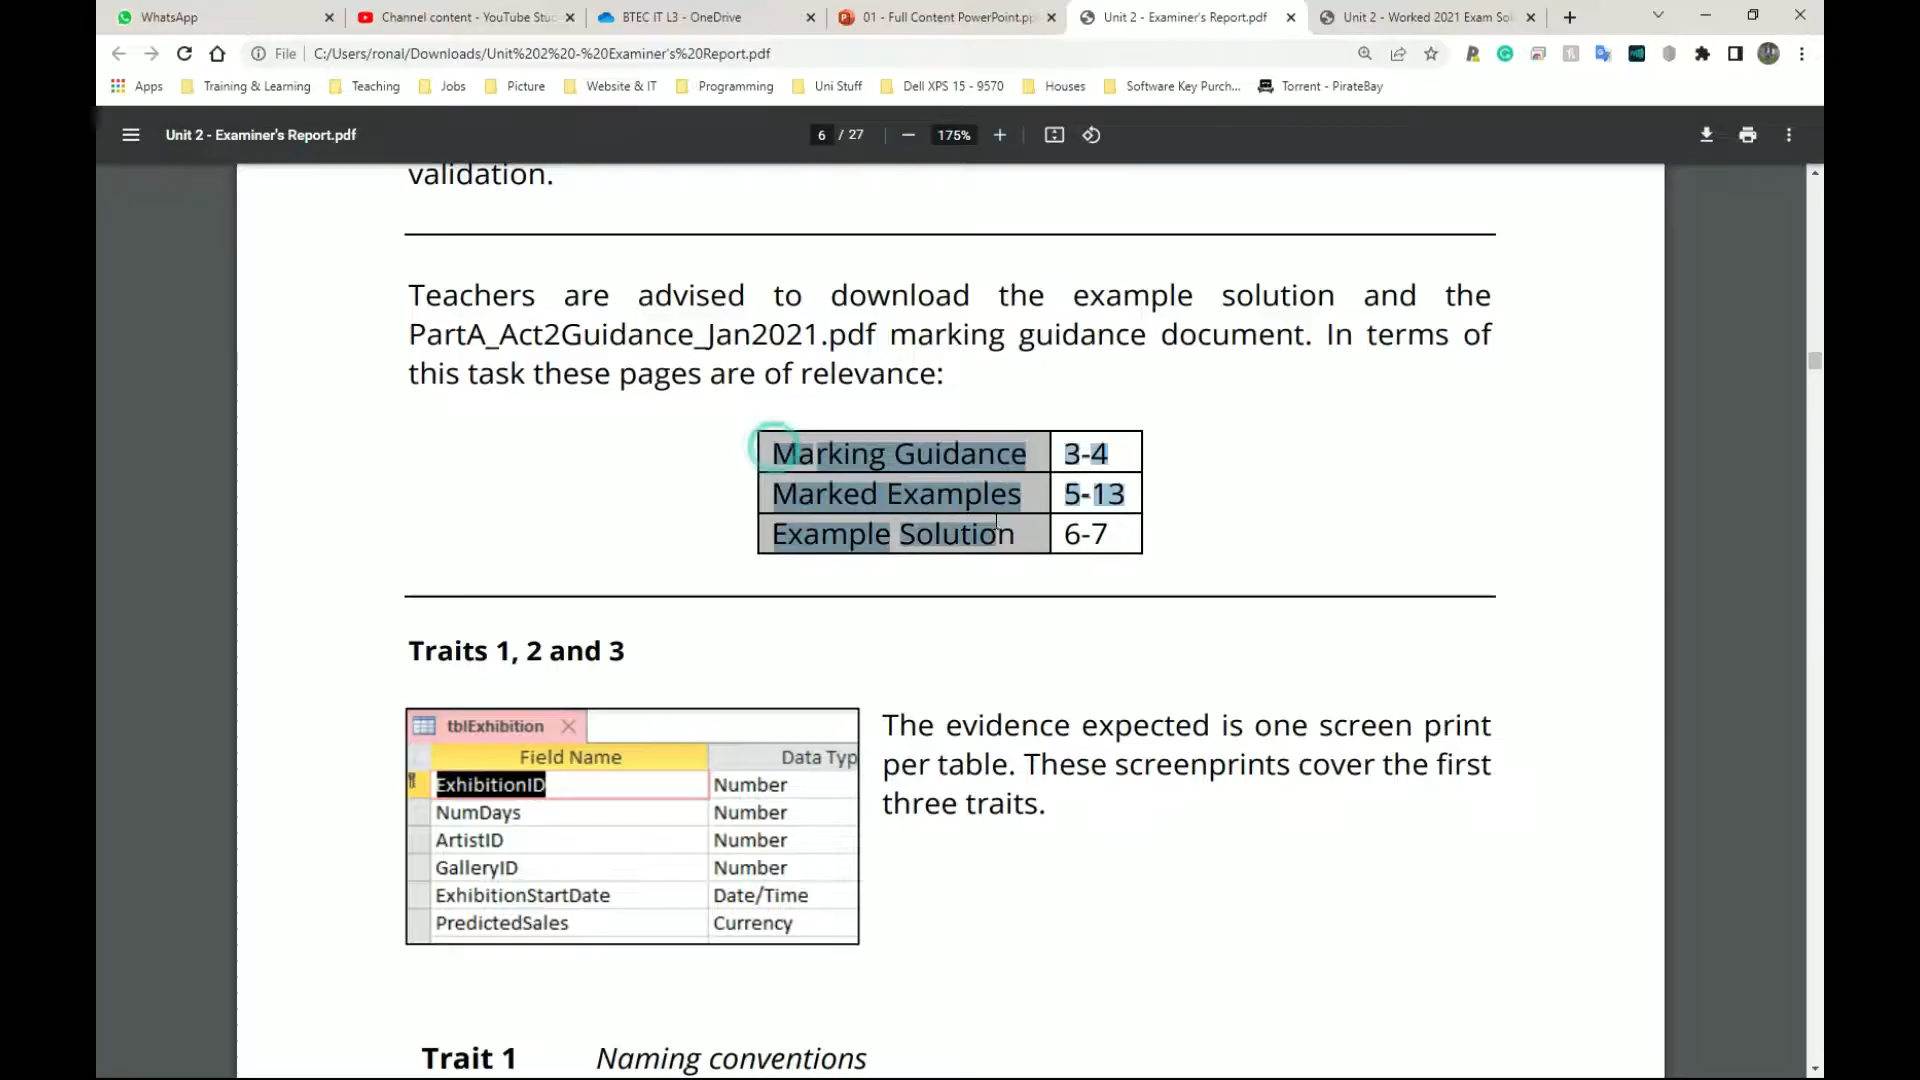 WhatsApp
Channel content - YouTube Stu
BTEC IT L3 - OneDrive
01 - Full Content PowerPoint.pp
Unit 2 - Examiner's Report.pdf
Unit 2 - Worked 2021 Exam So
File
C:/Users/ronal/Downloads/Unit%202%20-%20Examiner's%20Report.pdf
Apps
Training & Learning
Teaching
Jobs
Picture
Website & IT
Programming
Uni Stuff
Dell XPS 15 - 9570
Houses
Software Key Purch...
Torrent - PirateBay
Unit 2 - Examiner's Report.pdf
6 / 27
175%
validation.
Teachers are advised to download the example solution and the
PartA_Act2Guidance_Jan2021.pdf marking guidance document. In terms of
this task these pages are of relevance:
Marking Guidance 3-4
Marked Examples 5-13
Example Solution 6-7
Traits 1, 2 and 3
tblExhibition
Field Name Data Typ
ExhibitionID Number
NumDays Number
ArtistID Number
GalleryID Number
ExhibitionStartDate Date/Time
PredictedSales Currency
The evidence expected is one screen print
per table. These screenprints cover the first
three traits.
Trait 1 Naming conventions